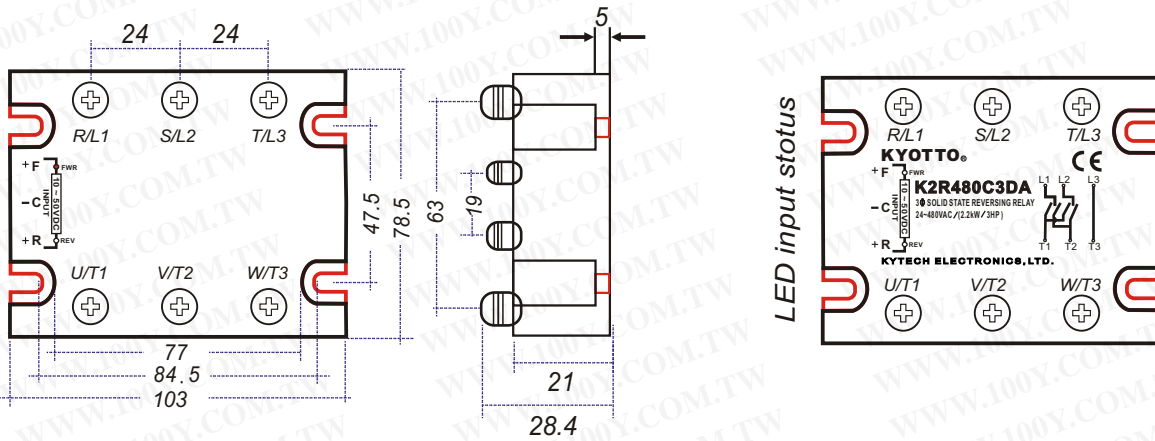 24 24
R/L1 S/L2 T/L3
+ F FWR
10 ~ 50VDC
INPUT
- C
+ R REV
U/T1 V/T2 W/T3
47.5
78.5
77
84.5
103
5
63
19
21
28.4
LED input stotus
R/L1 S/L2 T/L3
KYOTTO®
CE
+ F FWR
10 ~ 50VDC
INPUT
- C
+ R REV
K2R480C3DA
3Φ SOLID STATE REVERSING RELAY
24~480VAC/(2.2kW/3HP)
L1 L2 L3
T1 T2 T3
KYTECH ELECTRONICS,LTD.
U/T1 V/T2 W/T3
WWW.100Y.COM.TW